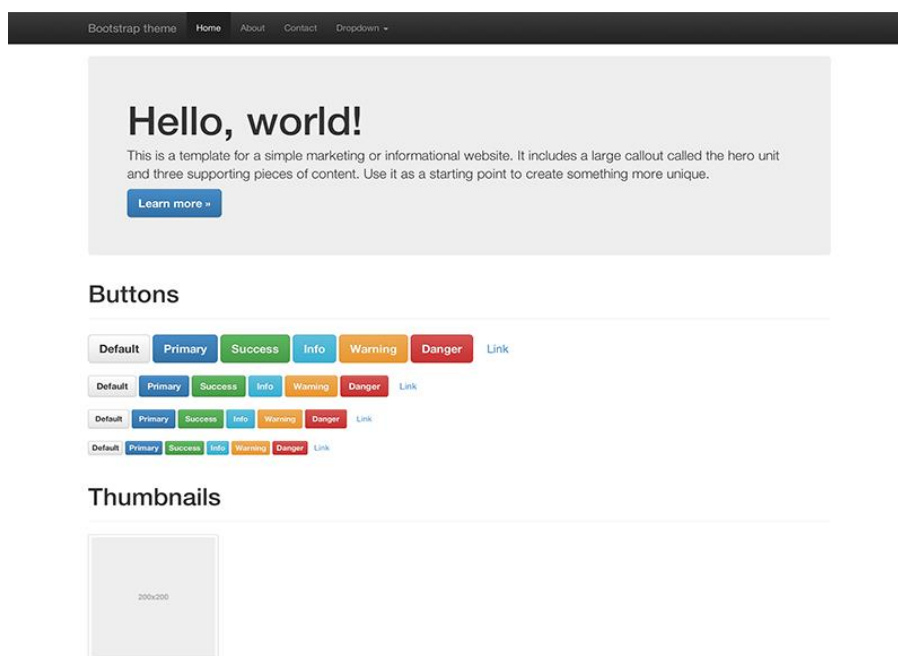 Bootstrap theme Home About Contact Dropdown
Hello, world!
This is a template for a simple marketing or informational website. It includes a large callout called the hero unit
and three supporting pieces of content. Use it as a starting point to create something more unique.
Learn more »
Buttons
Default Primary Success Info Warning Danger Link
Default Primary Success Info Warning Danger Link
Default Primary Success Info Warning Danger Link
Default Primary Success Info Warning Danger Link
Thumbnails
200x200